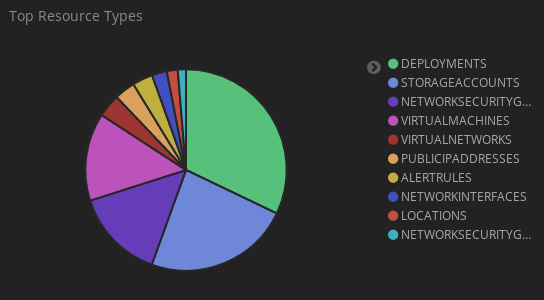 Top Resource Types
DEPLOYMENTS
STORAGEACCOUNTS
NETWORKSECURITYG...
VIRTUALMACHINES
VIRTUALNETWORKS
PUBLICIPADDRESSES
ALERTRULES
NETWORKINTERFACES
LOCATIONS
NETWORKSECURITYG...